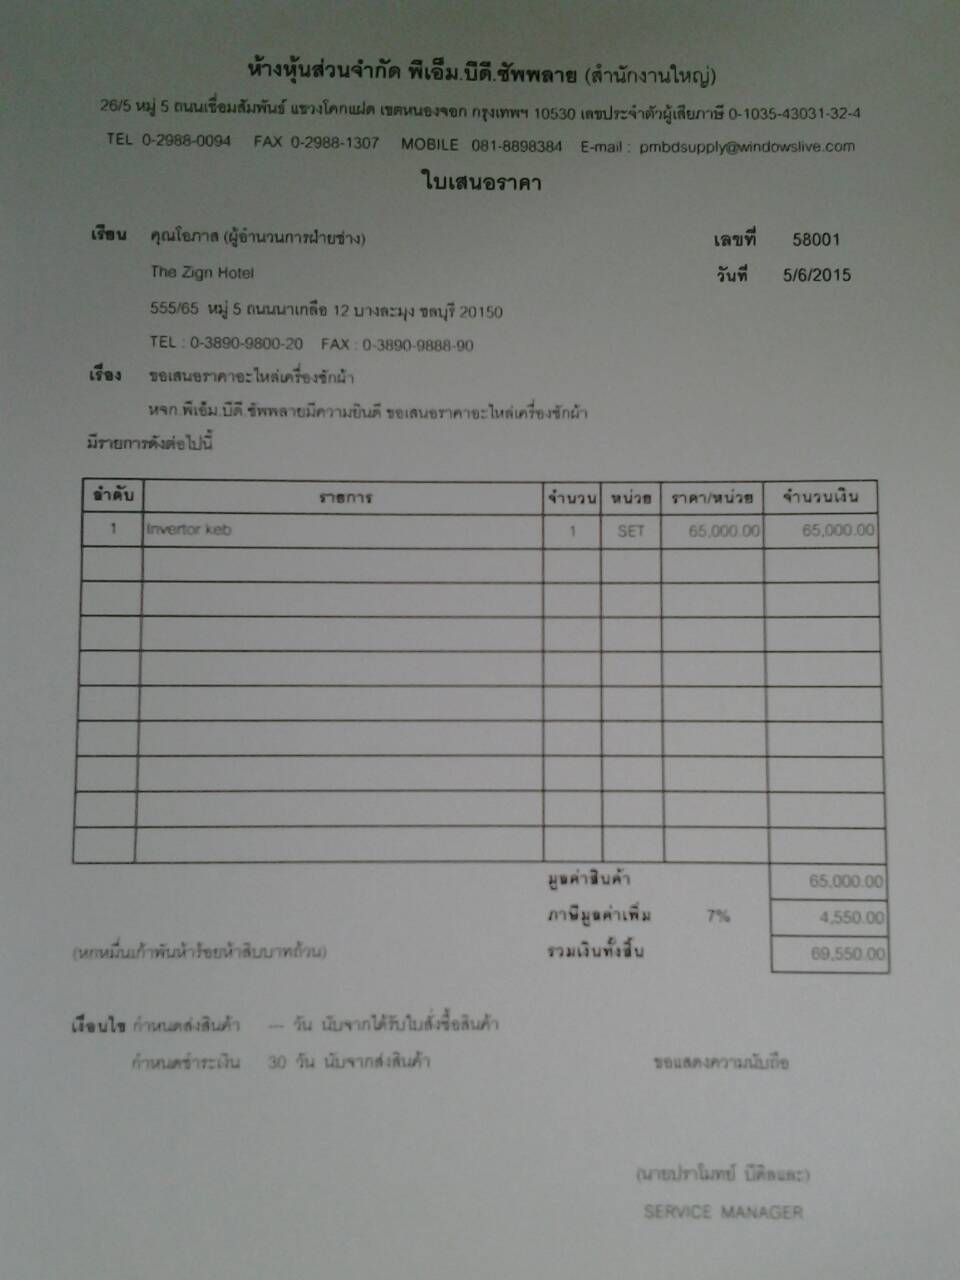 ห้างหุ้นส่วนจำกัด พีเอ็ม.บีดี.ซัพพลาย (สำนักงานใหญ่)
26/5 หมู่ 5 ถนนเชื่อมสัมพันธ์ แขวงโคกแฝด เขตหนองจอก กรุงเทพฯ 10530 เลขประจำตัวผู้เสียภาษี 0-1035-43031-32-4
TEL 0-2988-0094 FAX 0-2988-1307 MOBILE 081-8898384 E-mail : pmbdsupply@windowslive.com
ใบเสนอราคา
เรียน คุณโอภาส (ผู้อำนวนการฝ่ายช่าง) เลขที่ 58001
The Zign Hotel วันที่ 5/6/2015
555/65 หมู่ 5 ถนนนาเกลือ 12 บางละมุง ชลบุรี 20150
TEL : 0-3890-9800-20 FAX : 0-3890-9888-90
เรื่อง ขอเสนอราคาอะไหล่เครื่องซักผ้า
หจก.พีเอ็ม.บีดี.ซัพพลายมีความยินดี ขอเสนอราคาอะไหล่เครื่องซักผ้า
มีรายการดังต่อไปนี้
ลำดับ รายการ จำนวน หน่วย ราคา/หน่วย จำนวนเงิน
1 Invertor keb 1 SET 65,000.00 65,000.00
มูลค่าสินค้า 65,000.00
ภาษีมูลค่าเพิ่ม 7% 4,550.00
(หกหมื่นเก้าพันห้าร้อยห้าสิบบาทถ้วน) รวมเงินทั้งสิ้น 69,550.00
เงื่อนไข กำหนดส่งสินค้า --- วัน นับจากได้รับใบสั่งซื้อสินค้า
กำหนดชำระเงิน 30 วัน นับจากส่งสินค้า ขอแสดงความนับถือ
(นายปราโมทย์
SERVICE MANAGER